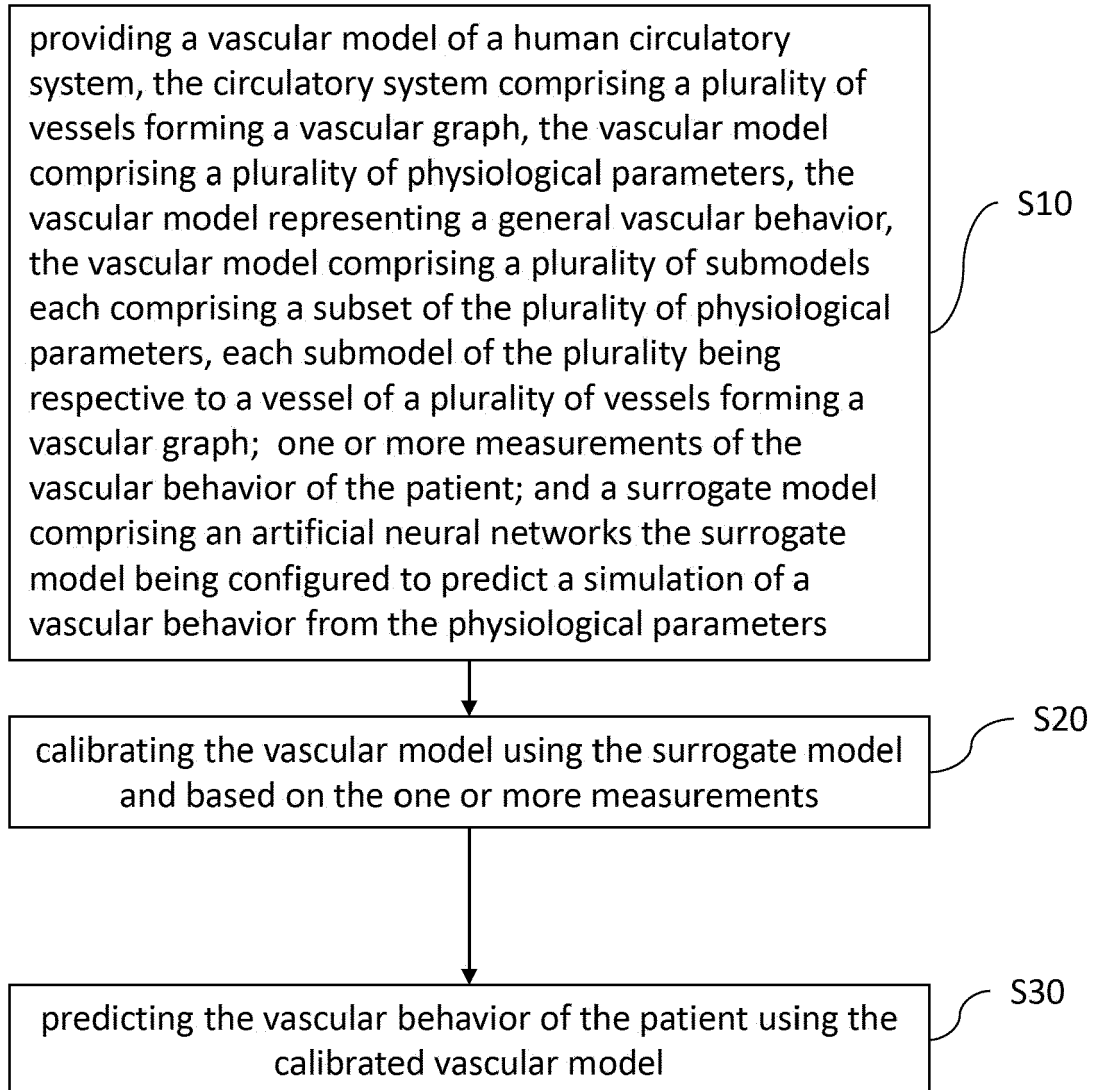 providing a vascular model of a human circulatory
system, the circulatory system comprising a plurality of
vessels forming a vascular graph, the vascular model
comprising a plurality of physiological parameters, the
vascular model representing a general vascular behavior,
the vascular model comprising a plurality of submodels
each comprising a subset of the plurality of physiological
parameters, each submodel of the plurality being
respective to a vessel of a plurality of vessels forming a
vascular graph; one or more measurements of the
vascular behavior of the patient; and a surrogate model
comprising an artificial neural networks the surrogate
model being configured to predict a simulation of a
vascular behavior from the physiological parameters
S10
calibrating the vascular model using the surrogate model
and based on the one or more measurements
S20
predicting the vascular behavior of the patient using the
calibrated vascular model
S30